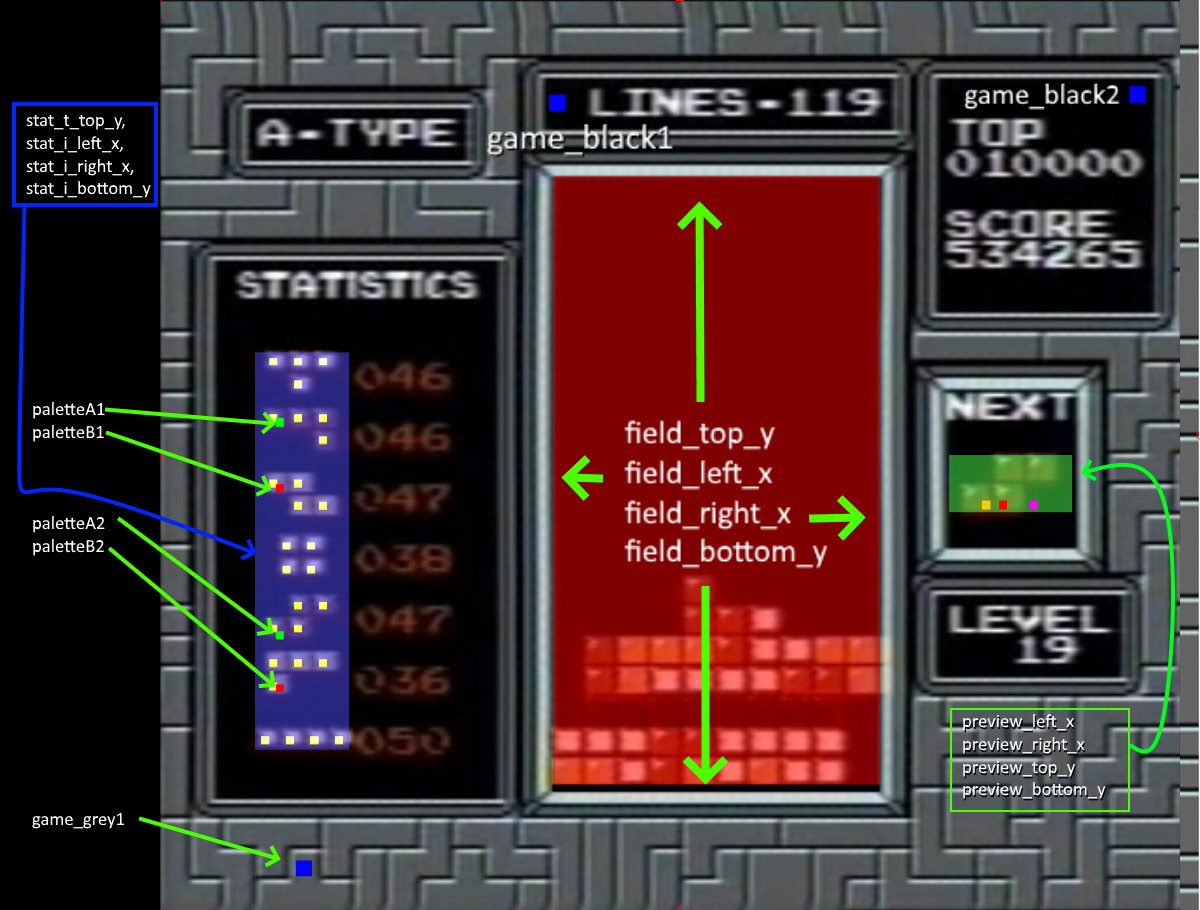 stat_t_top_y,
stat_i_left_x,
stat_i_right_x,
stat_i_bottom_y
A-TYPE
LINES-119
game_black1
game_black2
TOP
010000
SCORE
534265
STATISTICS
046
046
047
038
047
036
050
paletteA1
paletteB1
paletteA2
paletteB2
game_grey1
field_top_y
field_left_x
field_right_x
field_bottom_y
NEXT
LEVEL
19
preview_left_x
preview_right_x
preview_top_y
preview_bottom_y